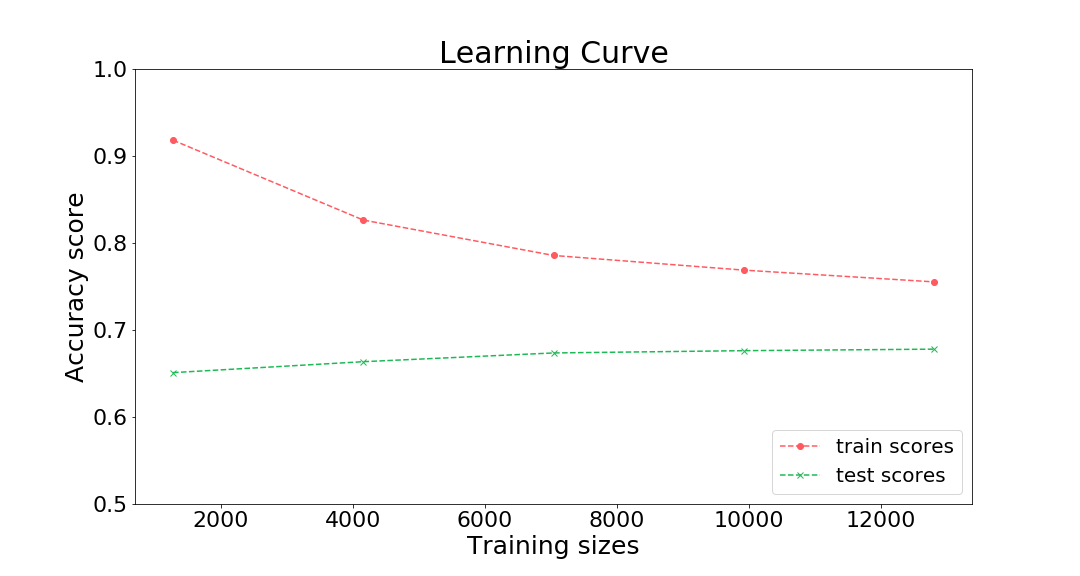 Learning Curve
1.0
0.9
0.8
0.7
0.6
0.5
Accuracy score
2000 4000 6000 8000 10000 12000
Training sizes
train scores
test scores